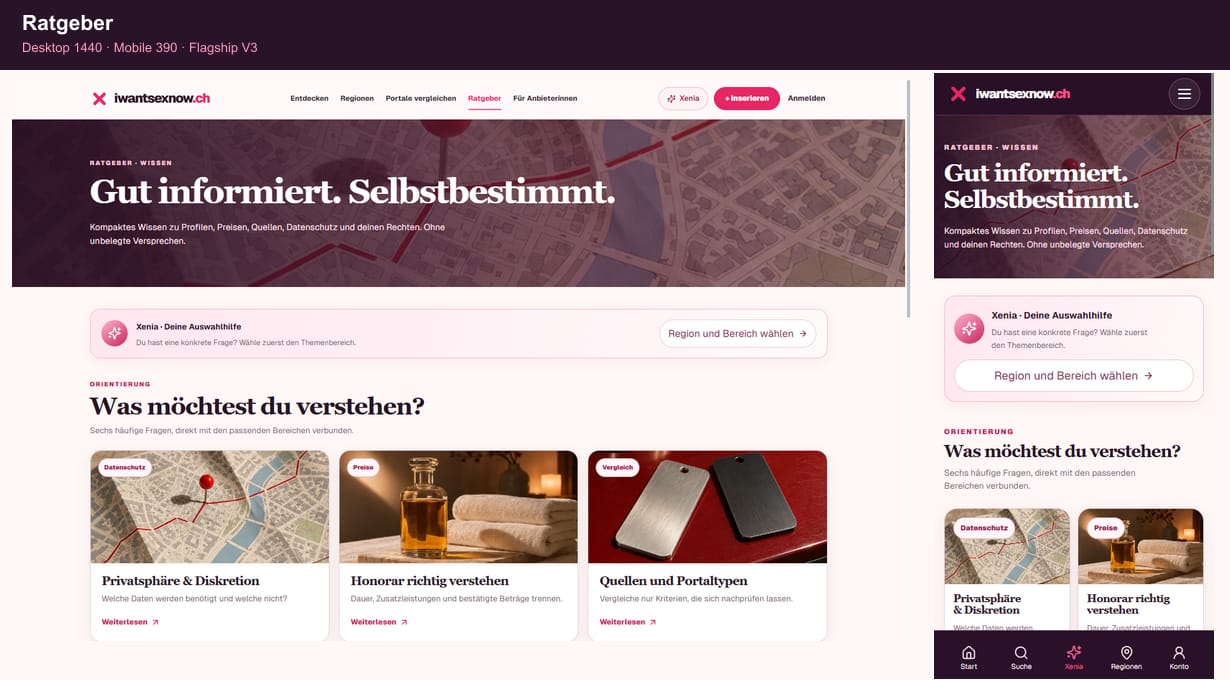 Ratgeber
Desktop 1440 · Mobile 390 · Flagship V3
iwantsexnow.ch
Entdecken
Regionen
Portale vergleichen
Ratgeber
Für Anbieterinnen
Xenia
+ Inserieren
Anmelden
RATGEBER · WISSEN
Gut informiert. Selbstbestimmt.
Kompaktes Wissen zu Profilen, Preisen, Quellen, Datenschutz und deinen Rechten. Ohne
unbelegte Versprechen.
Xenia · Deine Auswahlhilfe
Du hast eine konkrete Frage? Wähle zuerst den Themenbereich.
Region und Bereich wählen →
ORIENTIERUNG
Was möchtest du verstehen?
Sechs häufige Fragen, direkt mit den passenden Bereichen verbunden.
Datenschutz
Privatsphäre & Diskretion
Welche Daten werden benötigt und welche nicht?
Weiterlesen ↗
Preise
Honorar richtig verstehen
Dauer, Zusatzleistungen und bestätigte Beträge trennen.
Weiterlesen ↗
Vergleich
Quellen und Portaltypen
Vergleiche nur Kriterien, die sich nachprüfen lassen.
Weiterlesen ↗
iwantsexnow.ch
RATGEBER · WISSEN
Gut informiert.
Selbstbestimmt.
Kompaktes Wissen zu Profilen, Preisen, Quellen, Datenschutz
und deinen Rechten. Ohne unbelegte Versprechen.
Xenia · Deine Auswahlhilfe
Du hast eine konkrete Frage? Wähle zuerst
den Themenbereich.
Region und Bereich wählen →
ORIENTIERUNG
Was möchtest du verstehen?
Sechs häufige Fragen, direkt mit den passenden
Bereichen verbunden.
Datenschutz
Privatsphäre
& Diskretion
Welche Daten werden
Preise
Honorar richtig
verstehen
Dauer, Zusatzleistungen und
Start
Suche
Xenia
Regionen
Konto